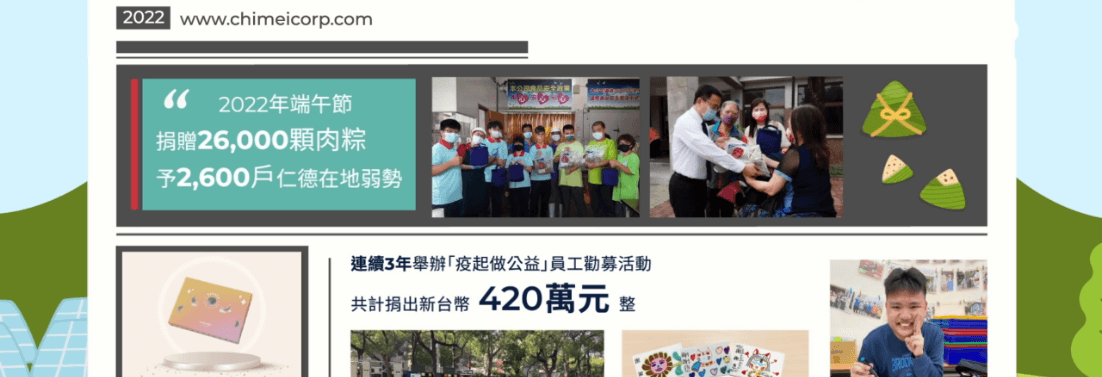 2022 www.chimeicorp.com
“ 2022年端午節
捐贈26,000顆肉粽
予2,600戶仁德在地弱勢
連續3年舉辦「疫起做公益」員工勸募活動
共計捐出新台幣 420萬元 整